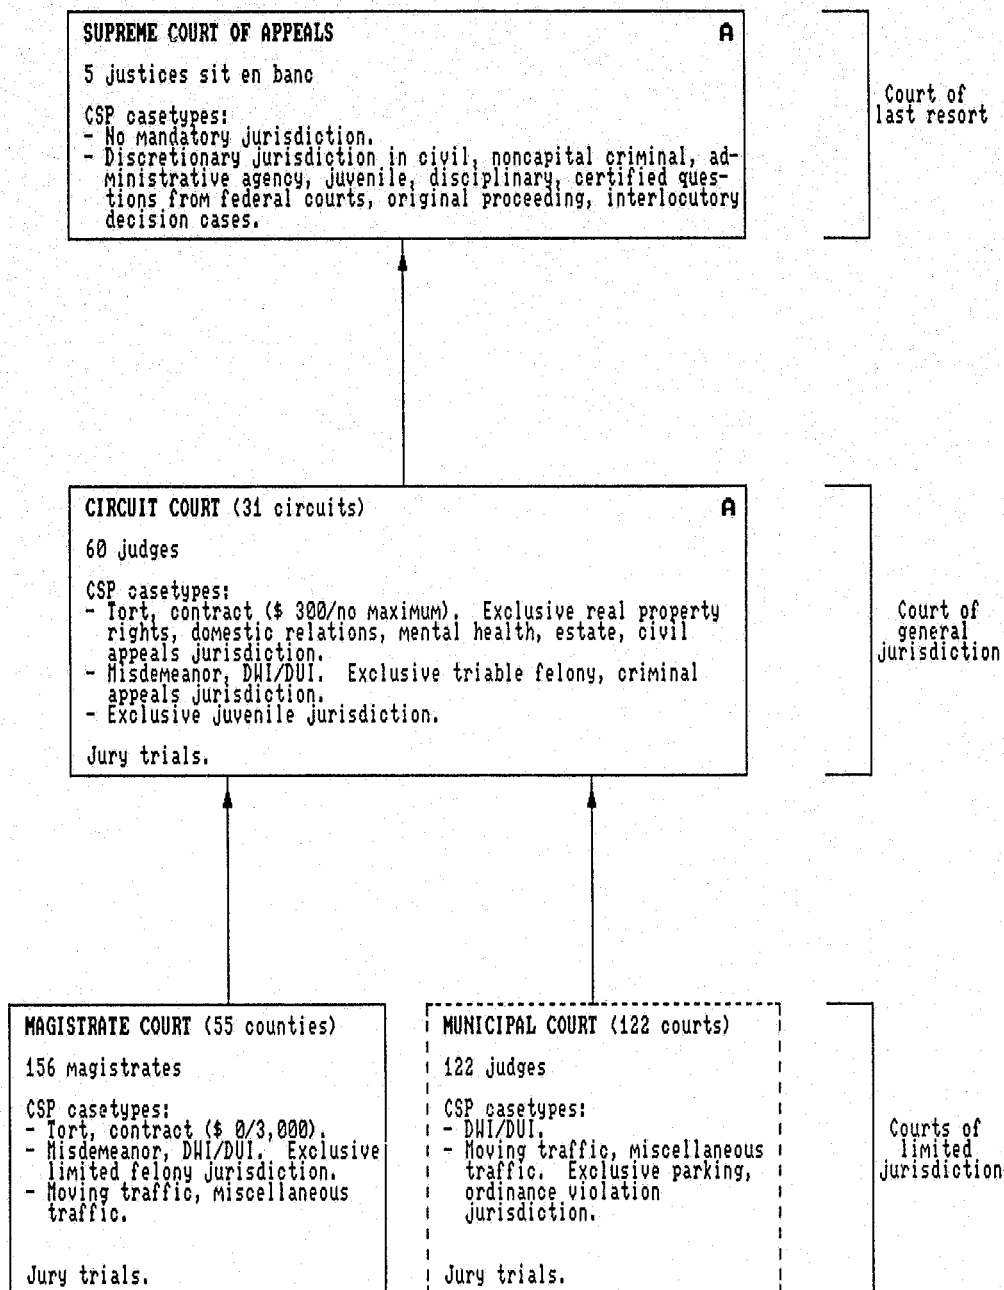 SUPREME COURT OF APPEALS A
5 justices sit en banc
CSP casetypes:
- No mandatory jurisdiction.
- Discretionary jurisdiction in civil, noncapital criminal, ad-
ministrative agency, juvenile, disciplinary, certified ques-
tions from federal courts, original proceeding, interlocutory
decision cases.
Court of
last resort
CIRCUIT COURT (31 circuits) A
60 judges
CSP casetypes:
- Tort, contract ($ 300/no maximum). Exclusive real property
rights, domestic relations, mental health, estate, civil
appeals jurisdiction.
- Misdemeanor, DWI/DUI. Exclusive triable felony, criminal
appeals jurisdiction.
- Exclusive juvenile jurisdiction.
Jury trials.
Court of
general
jurisdiction
MAGISTRATE COURT (55 counties)
156 magistrates
CSP casetypes:
- Tort, contract ($ 0/3,000).
- Misdemeanor, DWI/DUI. Exclusive
limited felony jurisdiction.
- Moving traffic, miscellaneous
traffic.
Jury trials.
MUNICIPAL COURT (122 courts)
122 judges
CSP casetypes:
- DWI/DUI.
- Moving traffic, miscellaneous
traffic. Exclusive parking,
ordinance violation
jurisdiction.
Jury trials.
Courts of
limited
jurisdiction